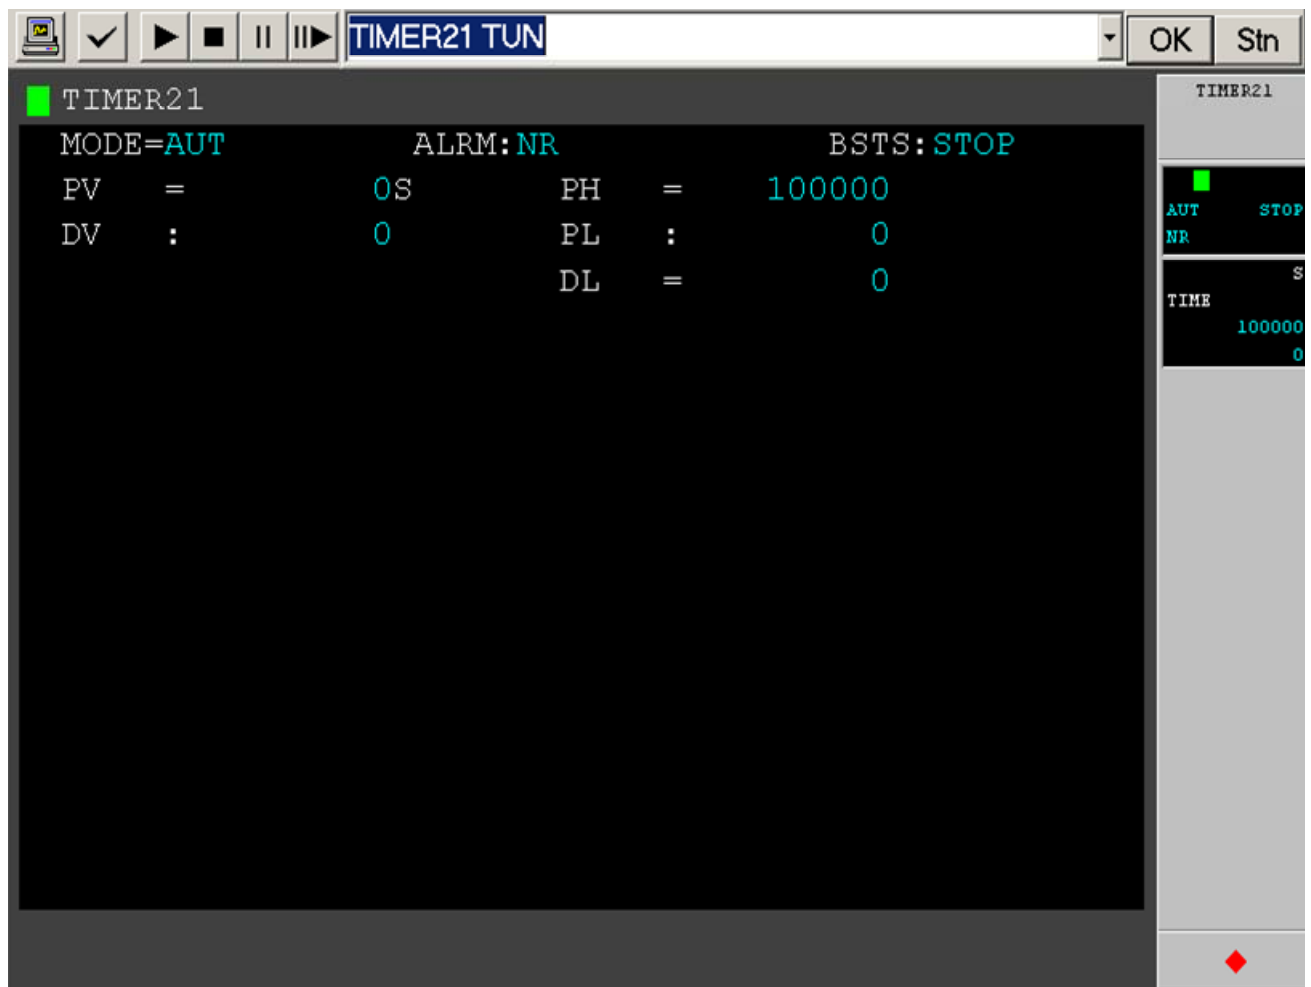 TIMER21 TUN OK Stn
TIMER21
MODE=AUT ALRM:NR BSTS:STOP
PV = 0S PH = 100000
DV : 0 PL : 0
DL = 0
TIMER21
AUT STOP
NR
S
TIME
100000
0